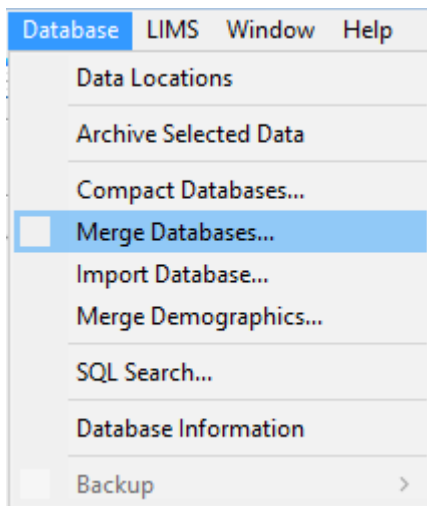 Database LIMS Window Help
Data Locations
Archive Selected Data
Compact Databases...
Merge Databases...
Import Database...
Merge Demographics...
SQL Search...
Database Information
Backup >